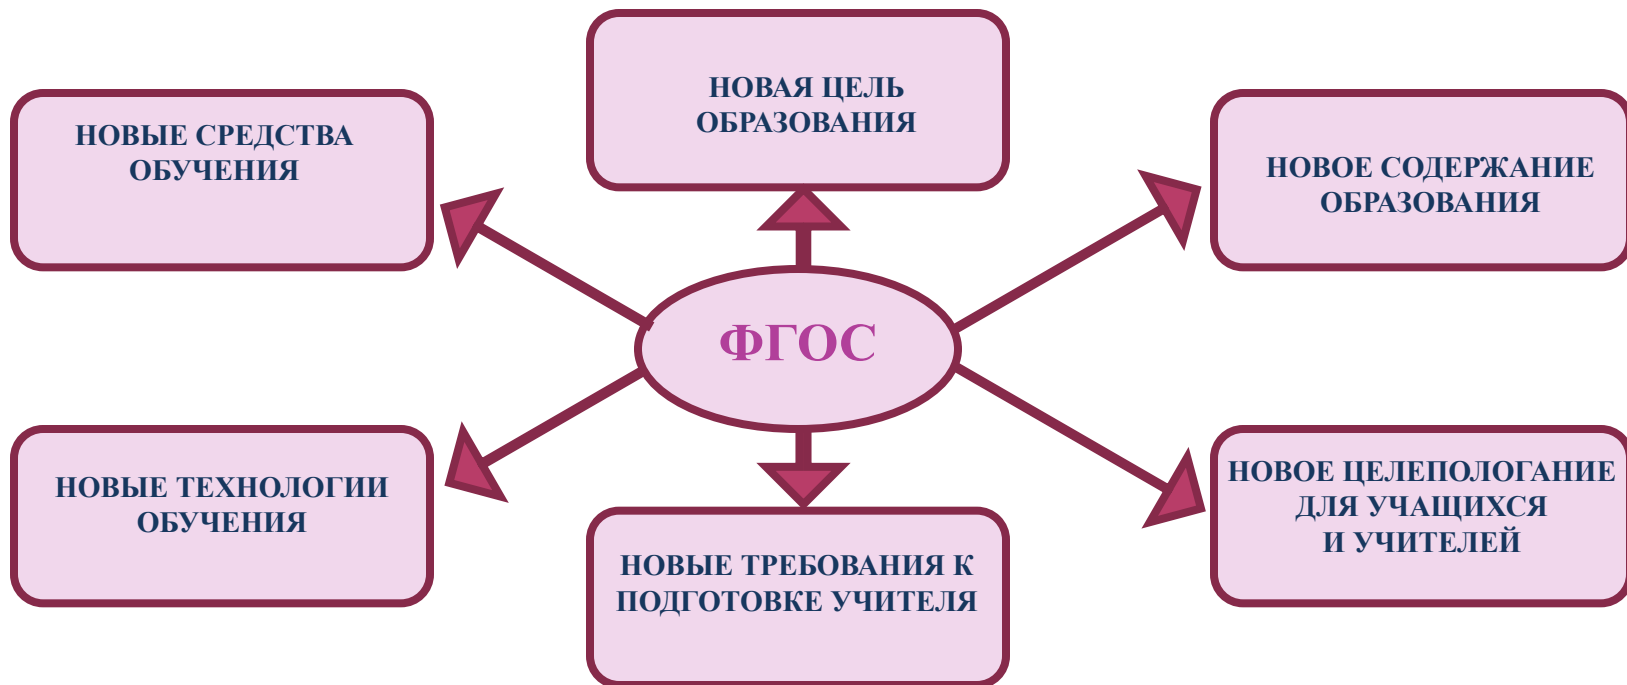 НОВАЯ ЦЕЛЬ
ОБРАЗОВАНИЯ
НОВЫЕ СРЕДСТВА
ОБУЧЕНИЯ
НОВОЕ СОДЕРЖАНИЕ
ОБРАЗОВАНИЯ
ФГОС
НОВЫЕ ТЕХНОЛОГИИ
ОБУЧЕНИЯ
НОВЫЕ ТРЕБОВАНИЯ К
ПОДГОТОВКЕ УЧИТЕЛЯ
НОВОЕ ЦЕЛЕПОЛОГАНИЕ
ДЛЯ УЧАЩИХСЯ
И УЧИТЕЛЕЙ